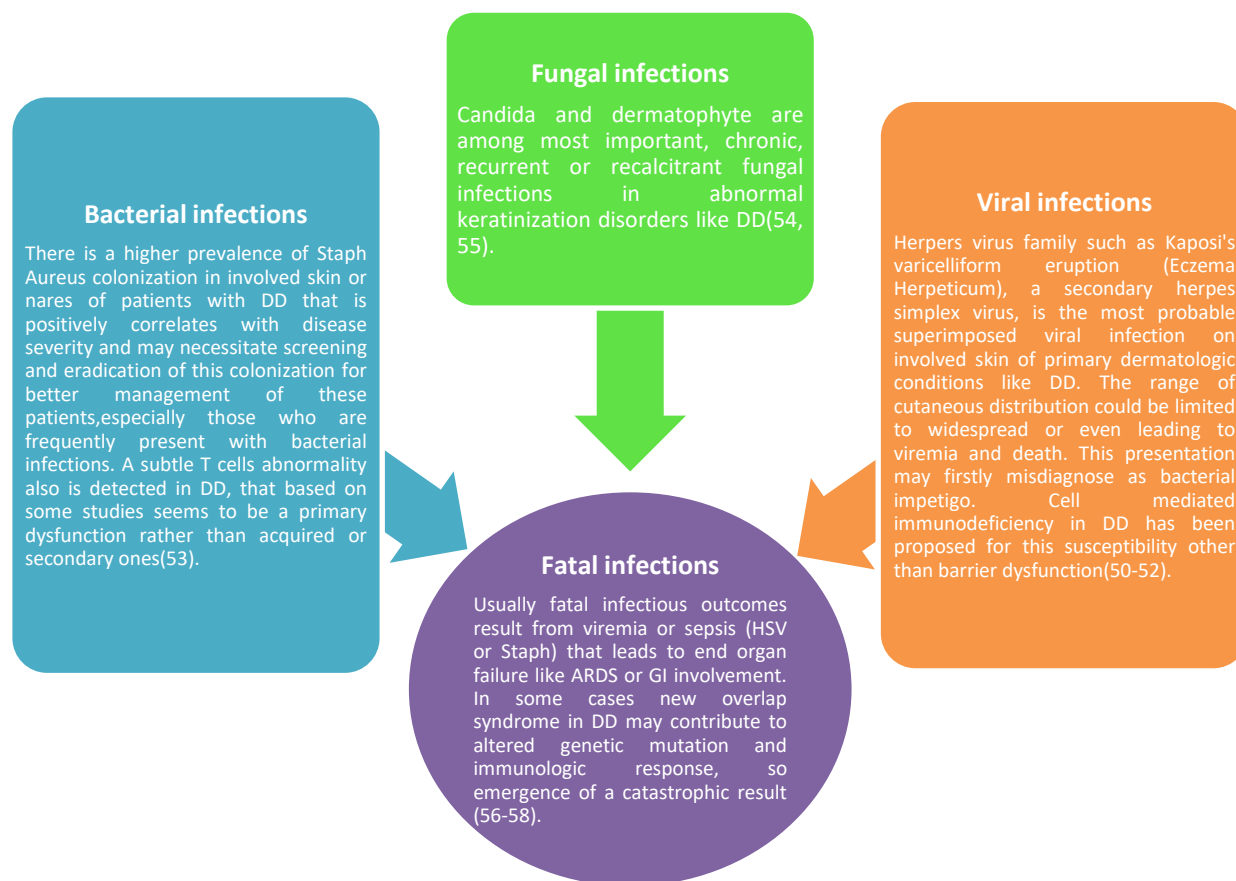 Fungal infections
Candida and dermatophyte are
among most important, chronic,
recurrent or recalcitrant fungal
infections in abnormal
keratinization disorders like DD(54,
55).
Bacterial infections
There is a higher prevalence of Staph
Aureus colonization in involved skin or
nares of patients with DD that is
positively correlates with disease
severity and may necessitate screening
and eradication of this colonization for
better management of these
patients,especially those who are
frequently present with bacterial
infections. A subtle T cells abnormality
also is detected in DD, that based on
some studies seems to be a primary
dysfunction rather than acquired or
secondary ones(53).
Viral infections
Herpers virus family such as Kaposi's
varicelliform eruption (Eczema
Herpeticum), a secondary herpes
simplex virus, is the most probable
superimposed viral infection on
involved skin of primary dermatologic
conditions like DD. The range of
cutaneous distribution could be limited
to widespread or even leading to
viremia and death. This presentation
may firstly misdiagnose as bacterial
impetigo. Cell mediated
immunodeficiency in DD has been
proposed for this susceptibility other
than barrier dysfunction(50-52).
Fatal infections
Usually fatal infectious outcomes
result from viremia or sepsis (HSV
or Staph) that leads to end organ
failure like ARDS or GI involvement.
In some cases new overlap
syndrome in DD may contribute to
altered genetic mutation and
immunologic response, so
emergence of a catastrophic result
(56-58).